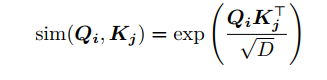 sim(Q_i, K_j) = exp ( Q_i K_j^⊤ / √D )